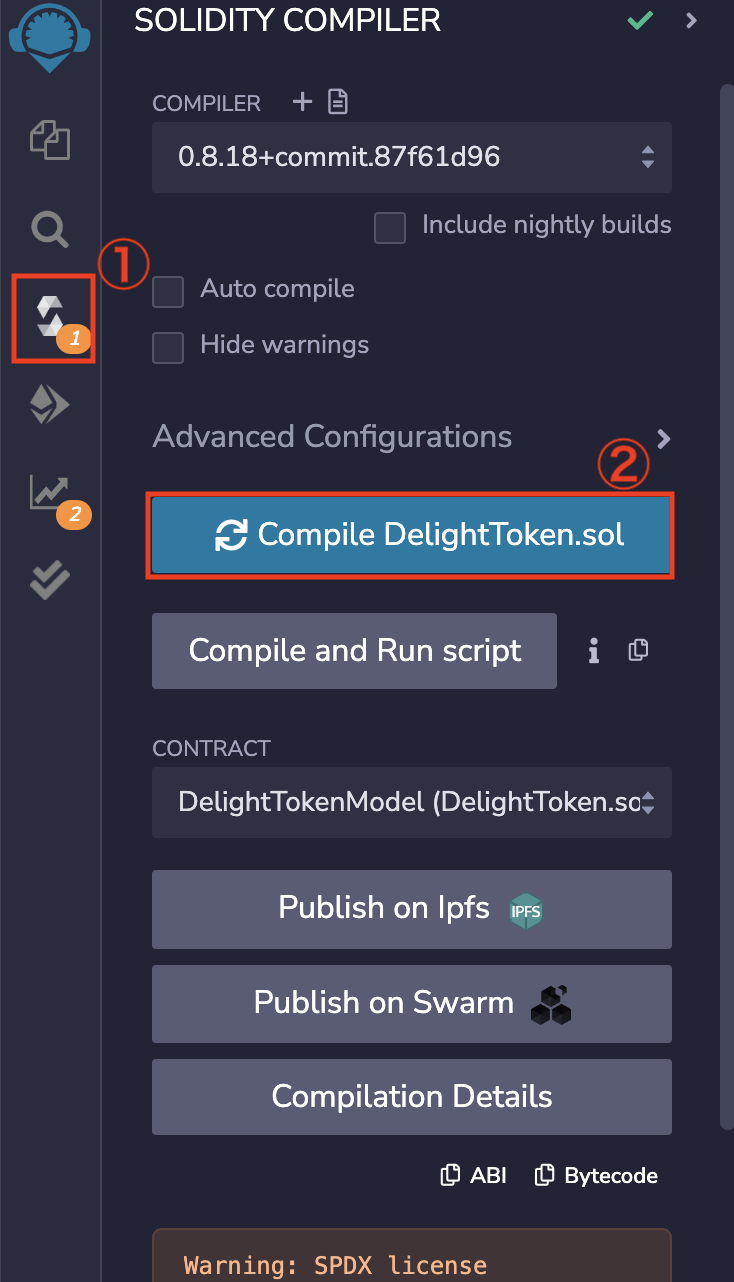 SOLIDITY COMPILER
COMPILER
0.8.18+commit.87f61d96
Include nightly builds
①
Auto compile
1
Hide warnings
Advanced Configurations
②
2
Compile DelightToken.sol
Compile and Run script
CONTRACT
DelightTokenModel (DelightToken.so
Publish on Ipfs IPFS
Publish on Swarm
Compilation Details
ABI Bytecode
Warning: SPDX license